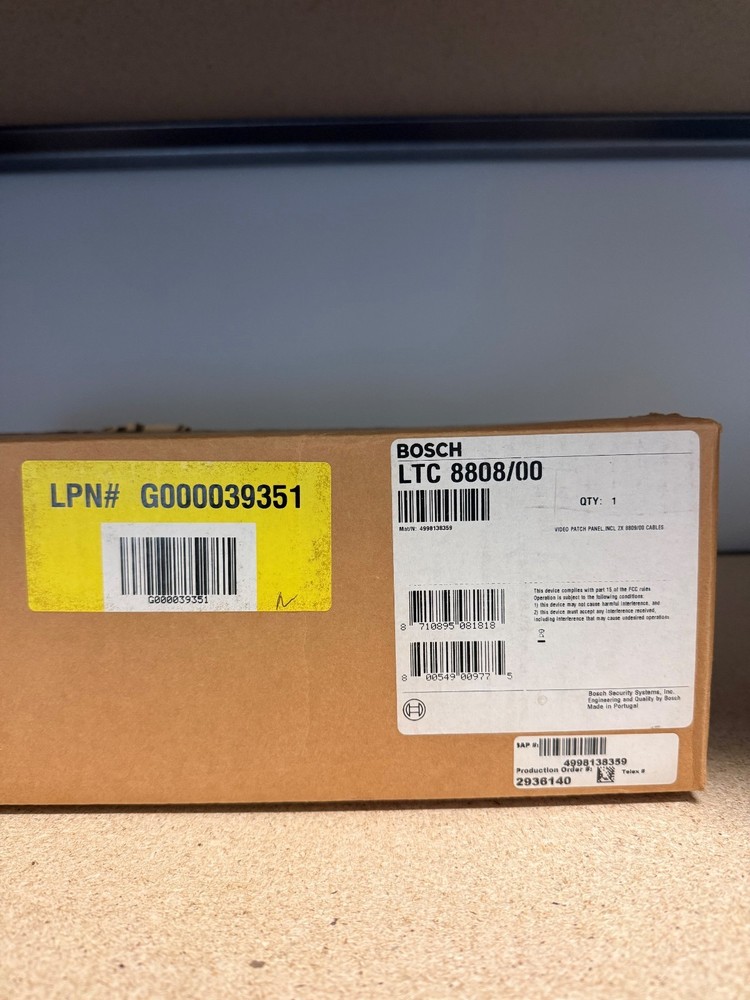 LPN# G000039351
G000039351
BOSCH
LTC 8808/00
QTY: 1
Mat/N: 4998138359
VIDEO PATCH PANEL,INCL 2X 8809/00 CABLES
This device complies with part 15 of the FCC rules
Operation is subject to the following conditions:
1) this device may not cause harmful interference, and
2) this device must accept any interference received,
including interference that may cause undesired operation
8 710895 081818
8 00549 00977 5
Bosch Security Systems, Inc.
Engineering and Quality by Bosch
Made in Portugal
SAP #:
4998138359
Production Order #:
Telex #
2936140